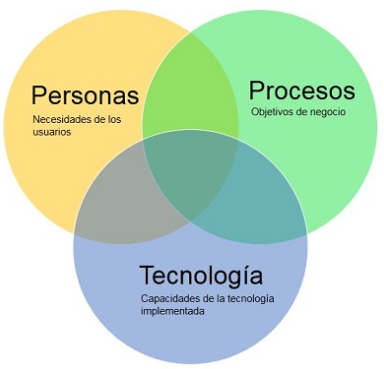 Personas
Necesidades de los
usuarios
Procesos
Objetivos de negocio
Tecnología
Capacidades de la tecnología
implementada